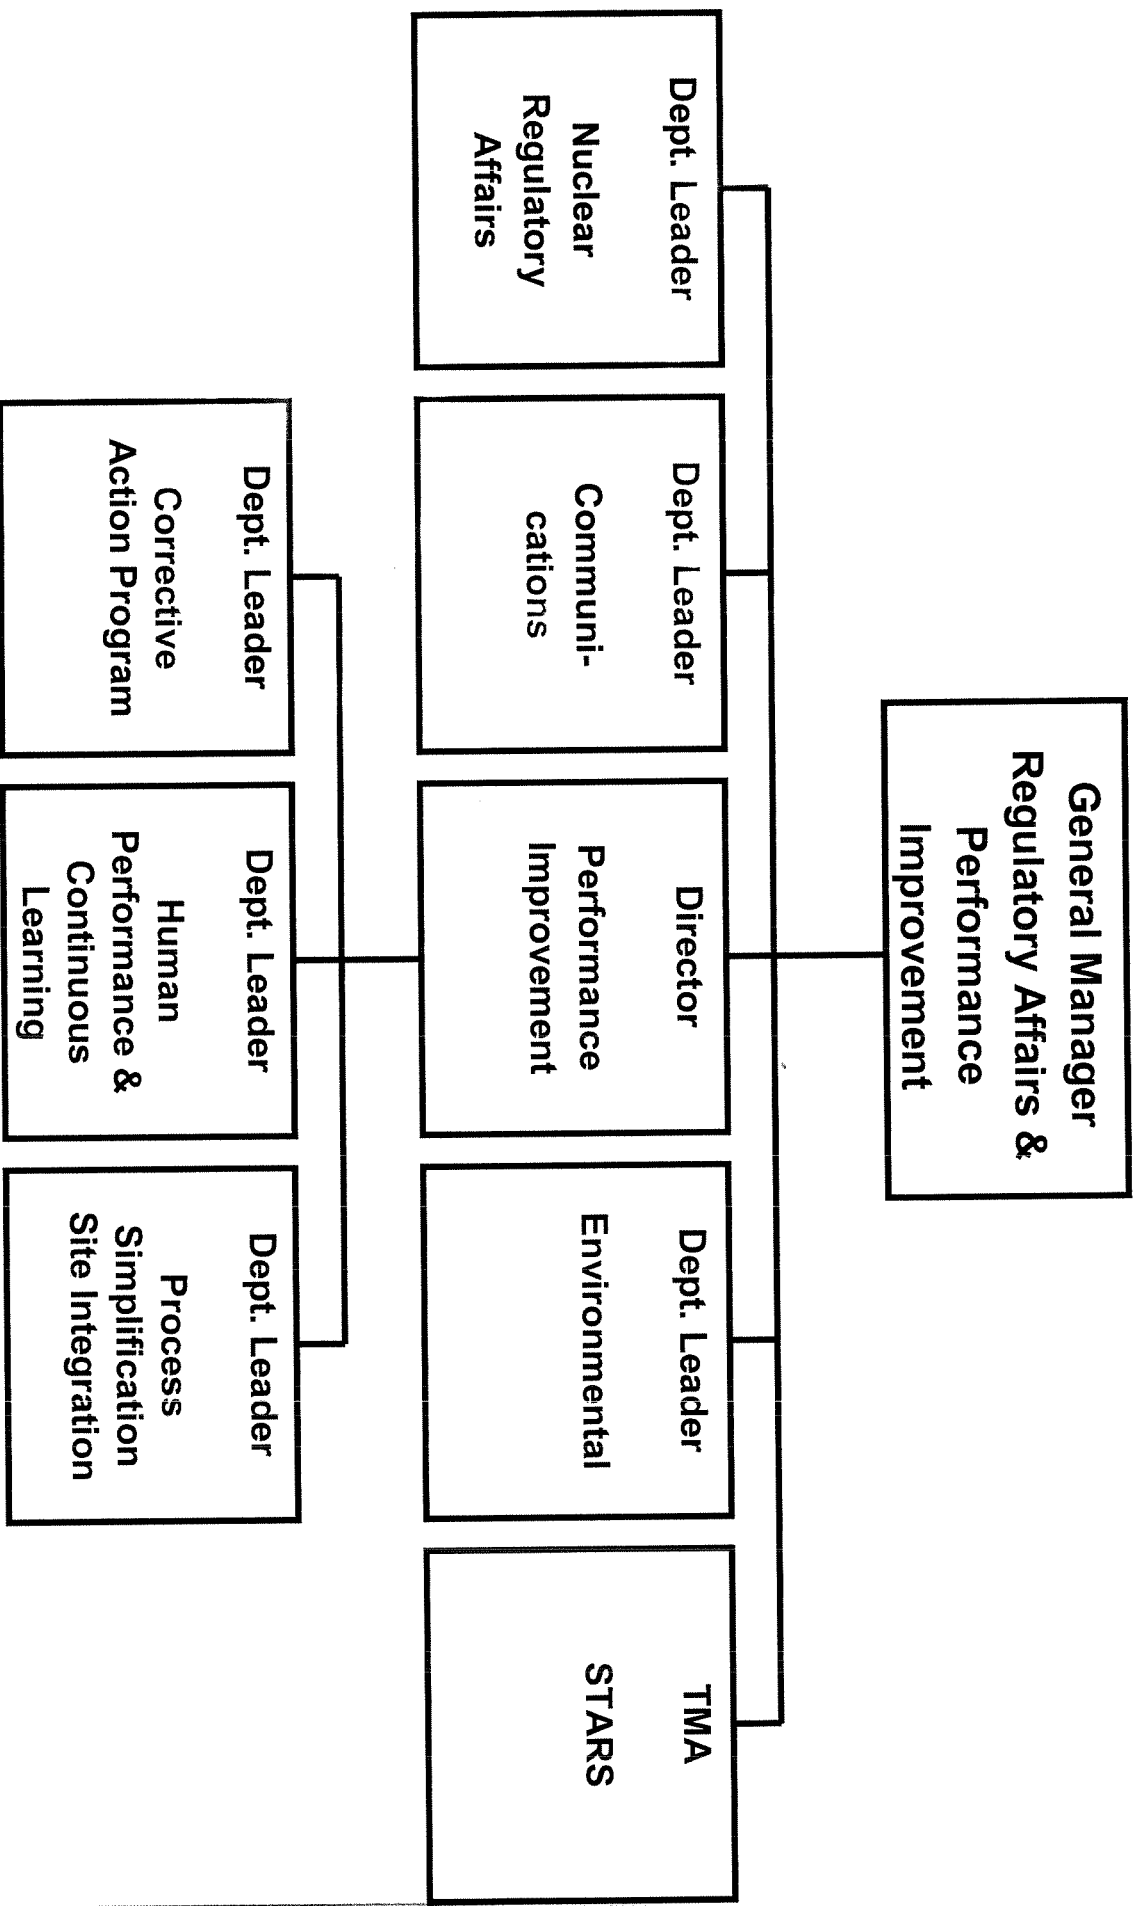 General Manager
Regulatory Affairs &
Performance
Improvement
Dept. Leader
Nuclear
Regulatory
Affairs
Dept. Leader
Communi-
cations
Director
Performance
Improvement
Dept. Leader
Environmental
TMA
STARS
Dept. Leader
Corrective
Action Program
Dept. Leader
Human
Performance &
Continuous
Learning
Dept. Leader
Process
Simplification
Site Integration